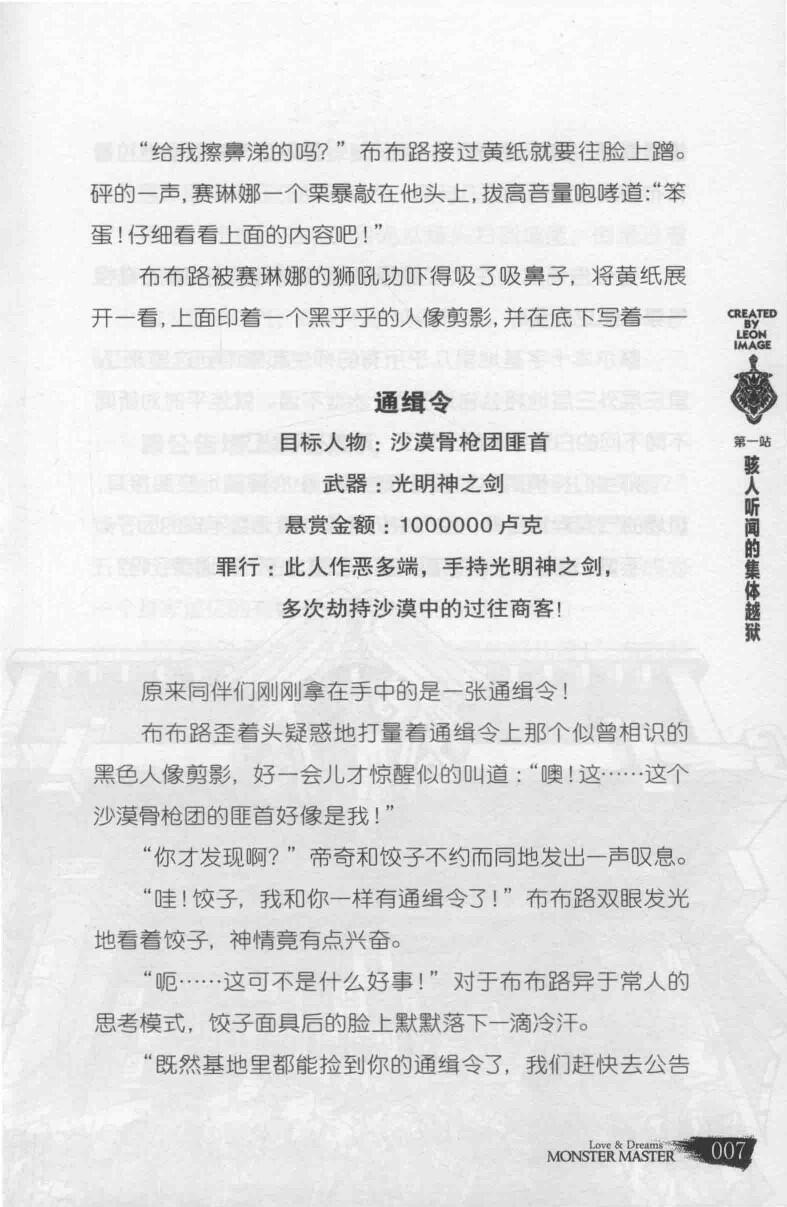 “给我擦鼻涕的吗？”布布路接过黄纸就要往脸上蹭。
砰的一声，赛琳娜一个栗暴敲在他头上，拔高音量咆哮道：“笨
蛋！仔细看看上面的内容吧！”
布布路被赛琳娜的狮吼功吓得吸了吸鼻子，将黄纸展
开一看，上面印着一个黑乎乎的人像剪影，并在底下写着——
通缉令
目标人物：沙漠骨枪团匪首
武器：光明神之剑
悬赏金额：1000000卢克
罪行：此人作恶多端，手持光明神之剑，
多次劫持沙漠中的过往商客！
原来同伴们刚刚拿在手中的是一张通缉令！
布布路歪着头疑惑地打量着通缉令上那个似曾相识的
黑色人像剪影，好一会儿才惊醒似的叫道：“噢！这……这个
沙漠骨枪团的匪首好像是我！”
“你才发现啊？”帝奇和饺子不约而同地发出一声叹息。
“哇！饺子，我和你一样有通缉令了！”布布路双眼发光
地看着饺子，神情竟有点兴奋。
“呃……这可不是什么好事！”对于布布路异于常人的
思考模式，饺子面具后的脸上默默落下一滴冷汗。
“既然基地里都能捡到你的通缉令了，我们赶快去公告
CREATED
BY
LEON
IMAGE
第一站
骇人听闻的集体越狱
Love & Dreams
MONSTER MASTER
007